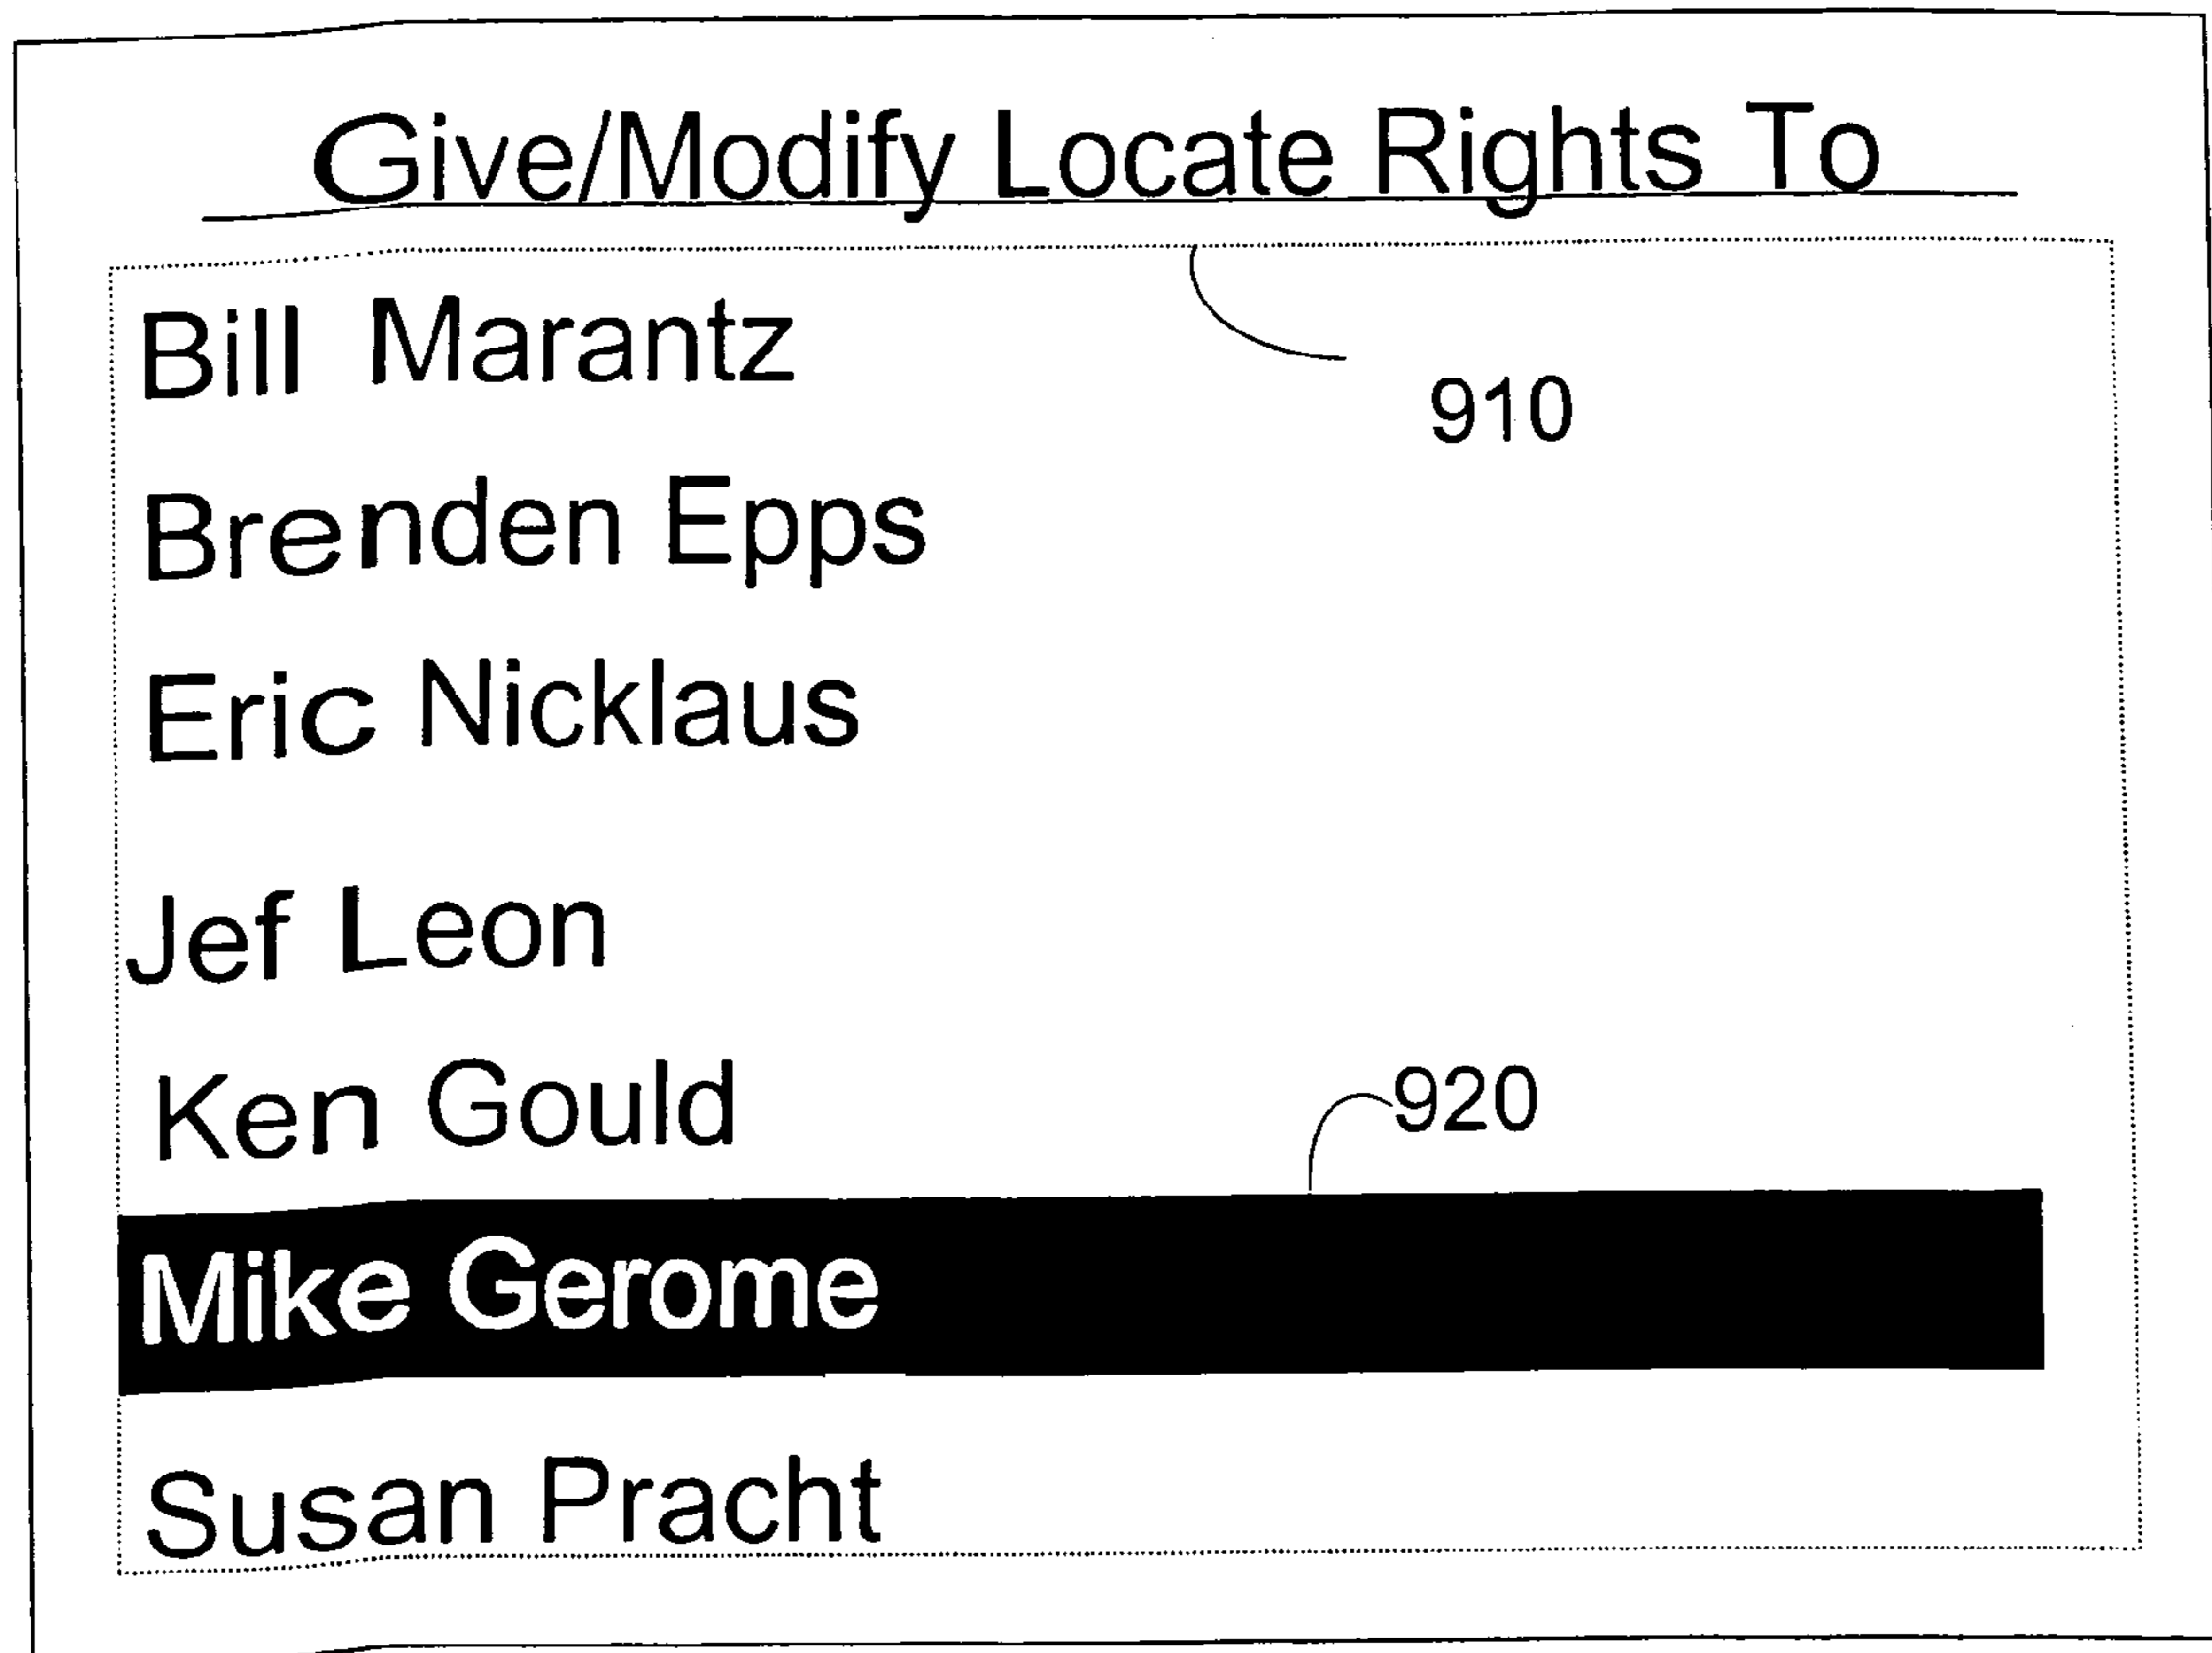 Give/Modify Locate Rights To
Bill Marantz
910
Brenden Epps
Eric Nicklaus
Jef Leon
Ken Gould
920
Mike Gerome
Susan Pracht